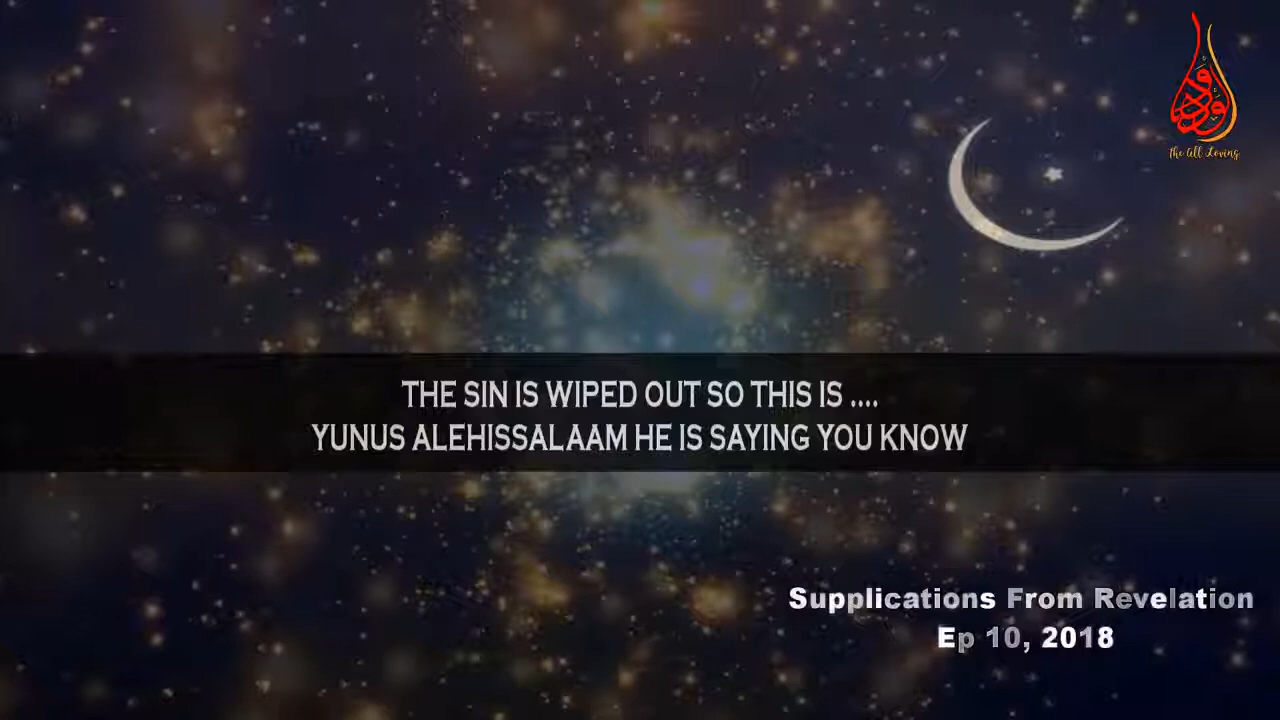 الودود
The All Loving
THE SIN IS WIPED OUT SO THIS IS ....
YUNUS ALEHISSALAAM HE IS SAYING YOU KNOW
Supplications From Revelation
Ep 10, 2018